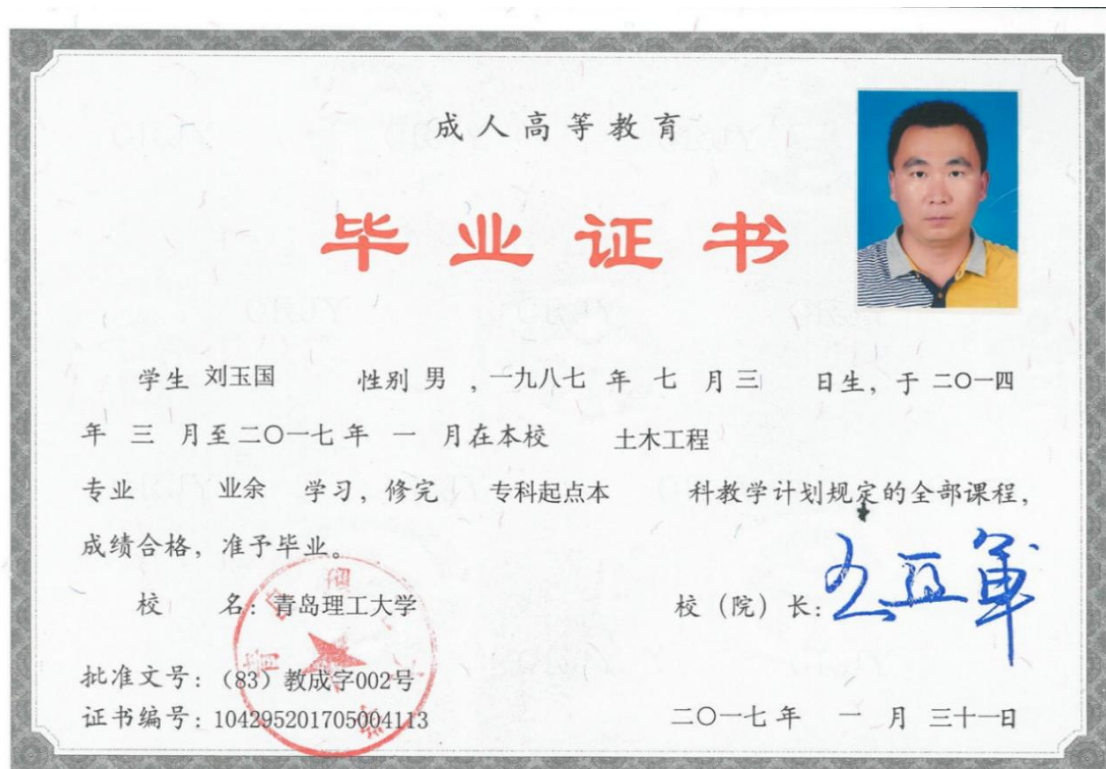 成人高等教育
毕业证书
学生 刘玉国 性别 男 ，一九八七 年 七 月 三 日生，于 二〇一四
年 三 月至 二〇一七 年 一 月在本校 土木工程
专业 业余 学习，修完 专科起点本 科教学计划规定的全部课程，
成绩合格，准予毕业。
校 名：青岛理工大学 校（院）长：
批准文号：（83）教成字002号
证书编号：104295201705004113 二〇一七 年 一 月 三十一日